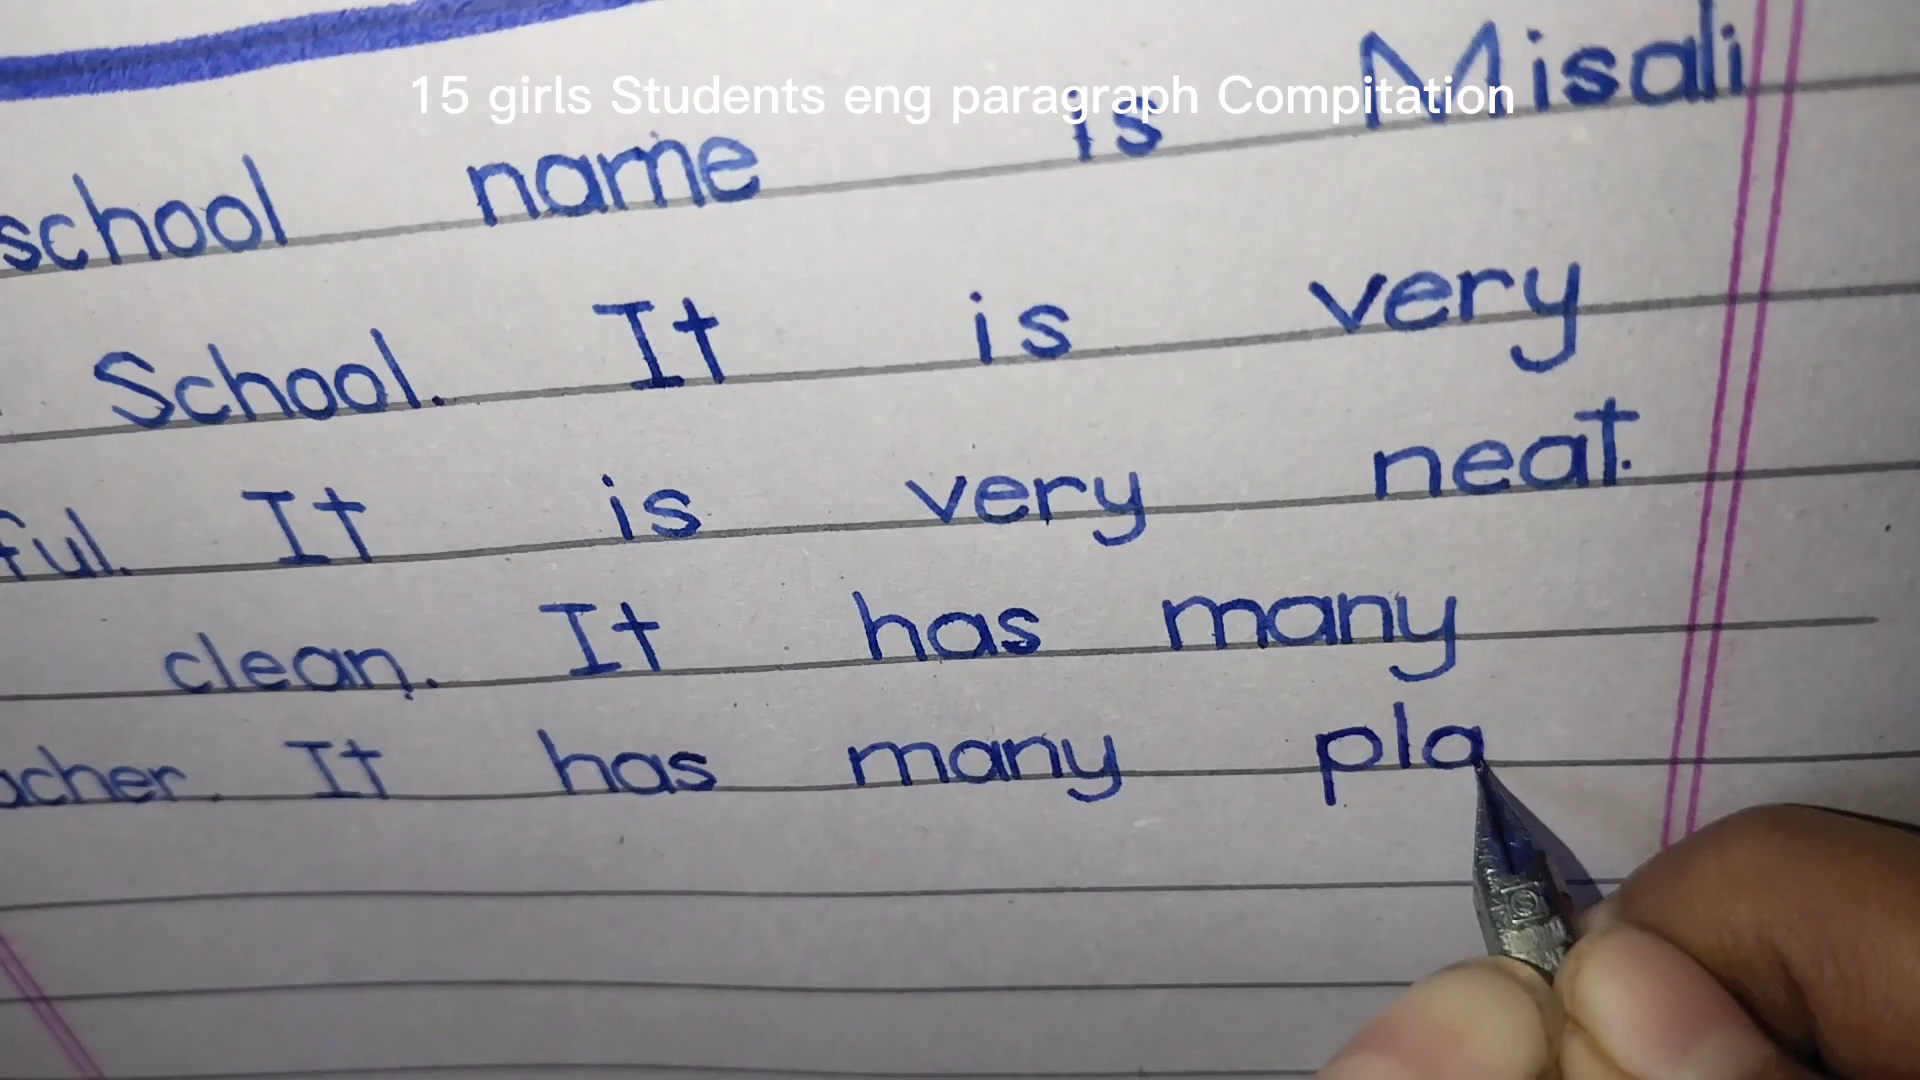 15 girls Students eng paragraph Compitation
school name is Misali
School. It is very
ful. It is very neat.
clean. It has many
acher. It has many pla